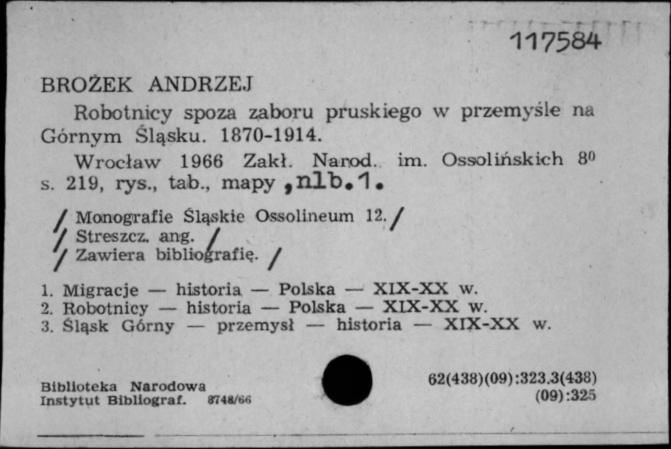 117584
BROŻEK ANDRZEJ
Robotnicy spoza zaboru pruskiego w przemyśle na
Górnym Śląsku. 1870-1914.
Wrocław 1966 Zakł. Narod. im. Ossolińskich 8⁰
s. 219, rys., tab., mapy ,nlb.1.
/ Monografie Śląskie Ossolineum 12. /
/ Streszcz. ang. /
/ Zawiera bibliografię. /
1. Migracje — historia — Polska — XIX-XX w.
2. Robotnicy — historia — Polska — XIX-XX w.
3. Śląsk Górny — przemysł — historia — XIX-XX w.
Biblioteka Narodowa
Instytut Bibliograf. 8748/66
62(438)(09):323.3(438)
(09):325